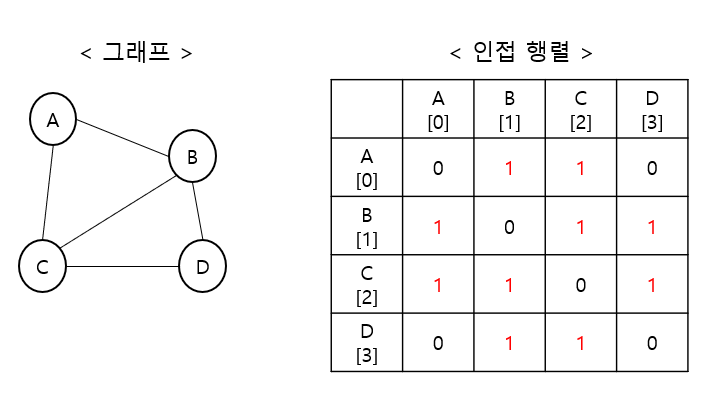 < 그래프 >
A
B
C
D
< 인접 행렬 >
A B C D
[0] [1] [2] [3]
A
[0] 0 1 1 0
B
[1] 1 0 1 1
C
[2] 1 1 0 1
D
[3] 0 1 1 0